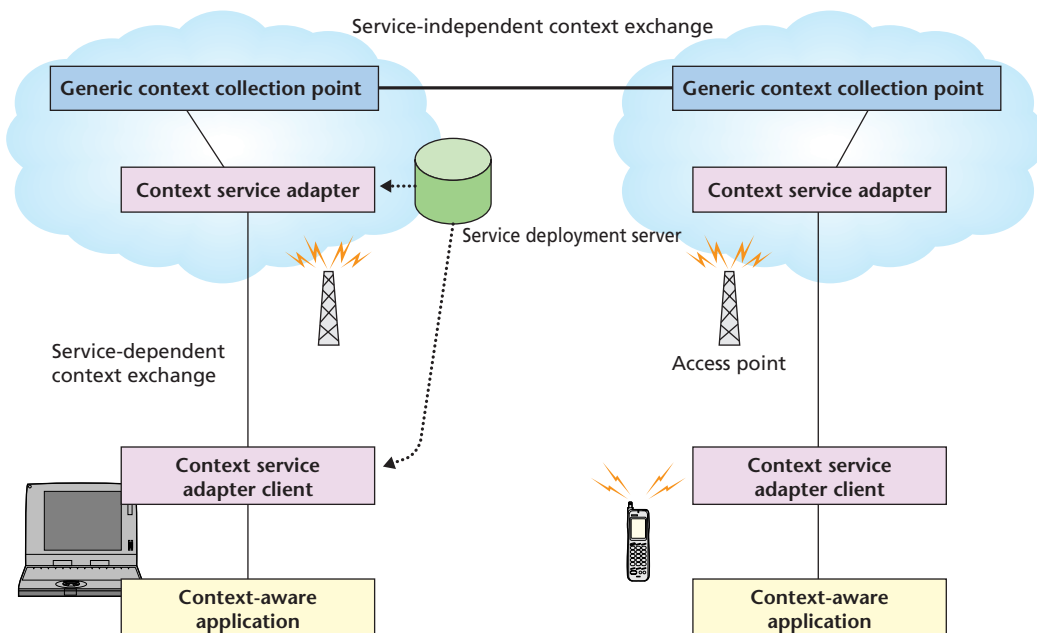 Service-independent context exchange
Generic context collection point
Generic context collection point
Context service adapter
Context service adapter
Service deployment server
Service-dependent
context exchange
Access point
Context service
adapter client
Context service
adapter client
Context-aware
application
Context-aware
application